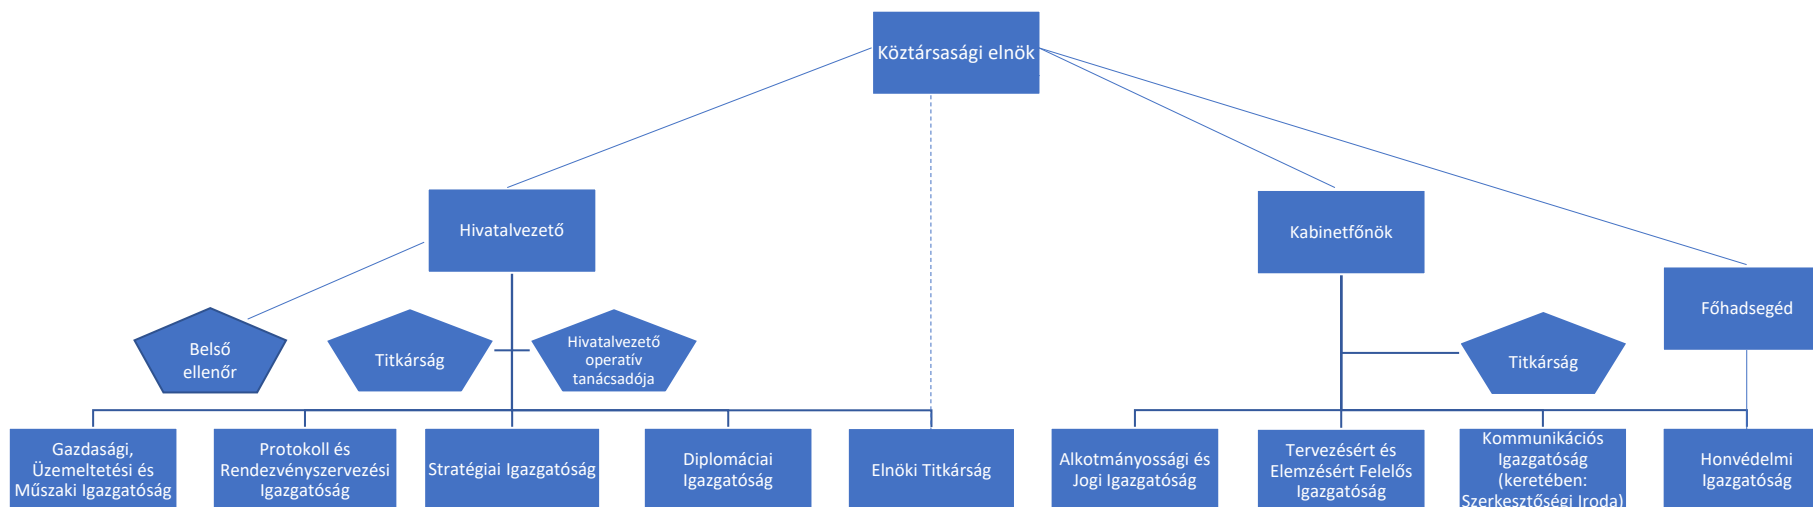 Köztársasági elnök
Hivatalvezető
Kabinetfőnök
Főhadsegéd
Belső
ellenőr
Titkárság
Hivatalvezető
operatív
tanácsadója
Titkárság
Gazdasági,
Üzemeltetési és
Műszaki Igazgatóság
Protokoll és
Rendezvényszervezési
Igazgatóság
Stratégiai Igazgatóság
Diplomáciai
Igazgatóság
Elnöki Titkárság
Alkotmányossági és
Jogi Igazgatóság
Tervezésért és
Elemzésért Felelős
Igazgatóság
Kommunikációs
Igazgatóság
(keretében:
Szerkesztőségi Iroda)
Honvédelmi
Igazgatóság